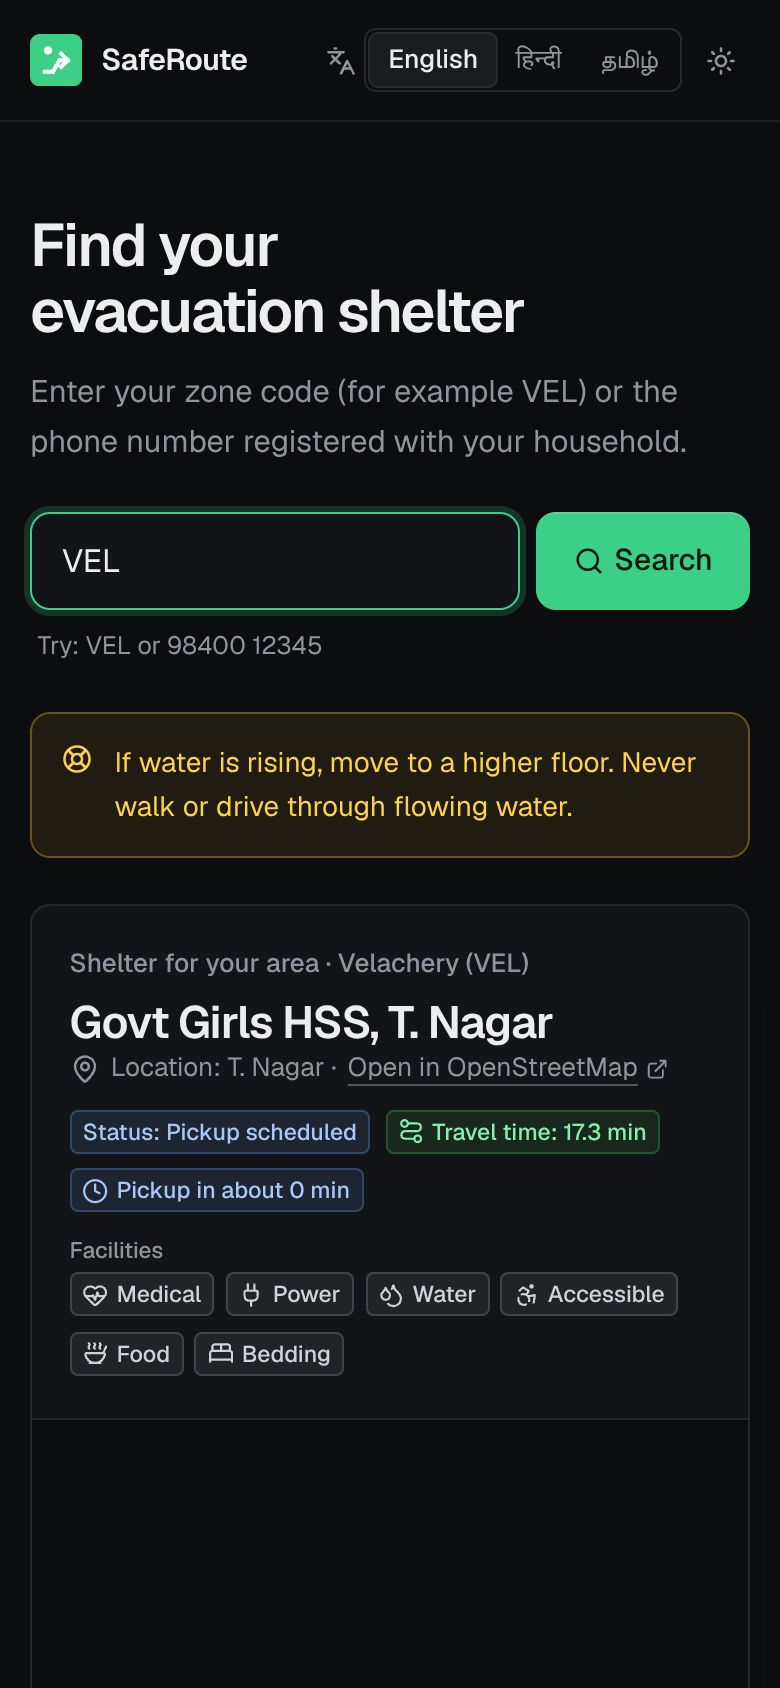 SafeRoute
English हिन्दी தமிழ்
Find your
evacuation shelter
Enter your zone code (for example VEL) or the
phone number registered with your household.
VEL
Search
Try: VEL or 98400 12345
If water is rising, move to a higher floor. Never
walk or drive through flowing water.
Shelter for your area · Velachery (VEL)
Govt Girls HSS, T. Nagar
Location: T. Nagar · Open in OpenStreetMap
Status: Pickup scheduled Travel time: 17.3 min
Pickup in about 0 min
Facilities
Medical Power Water Accessible
Food Bedding